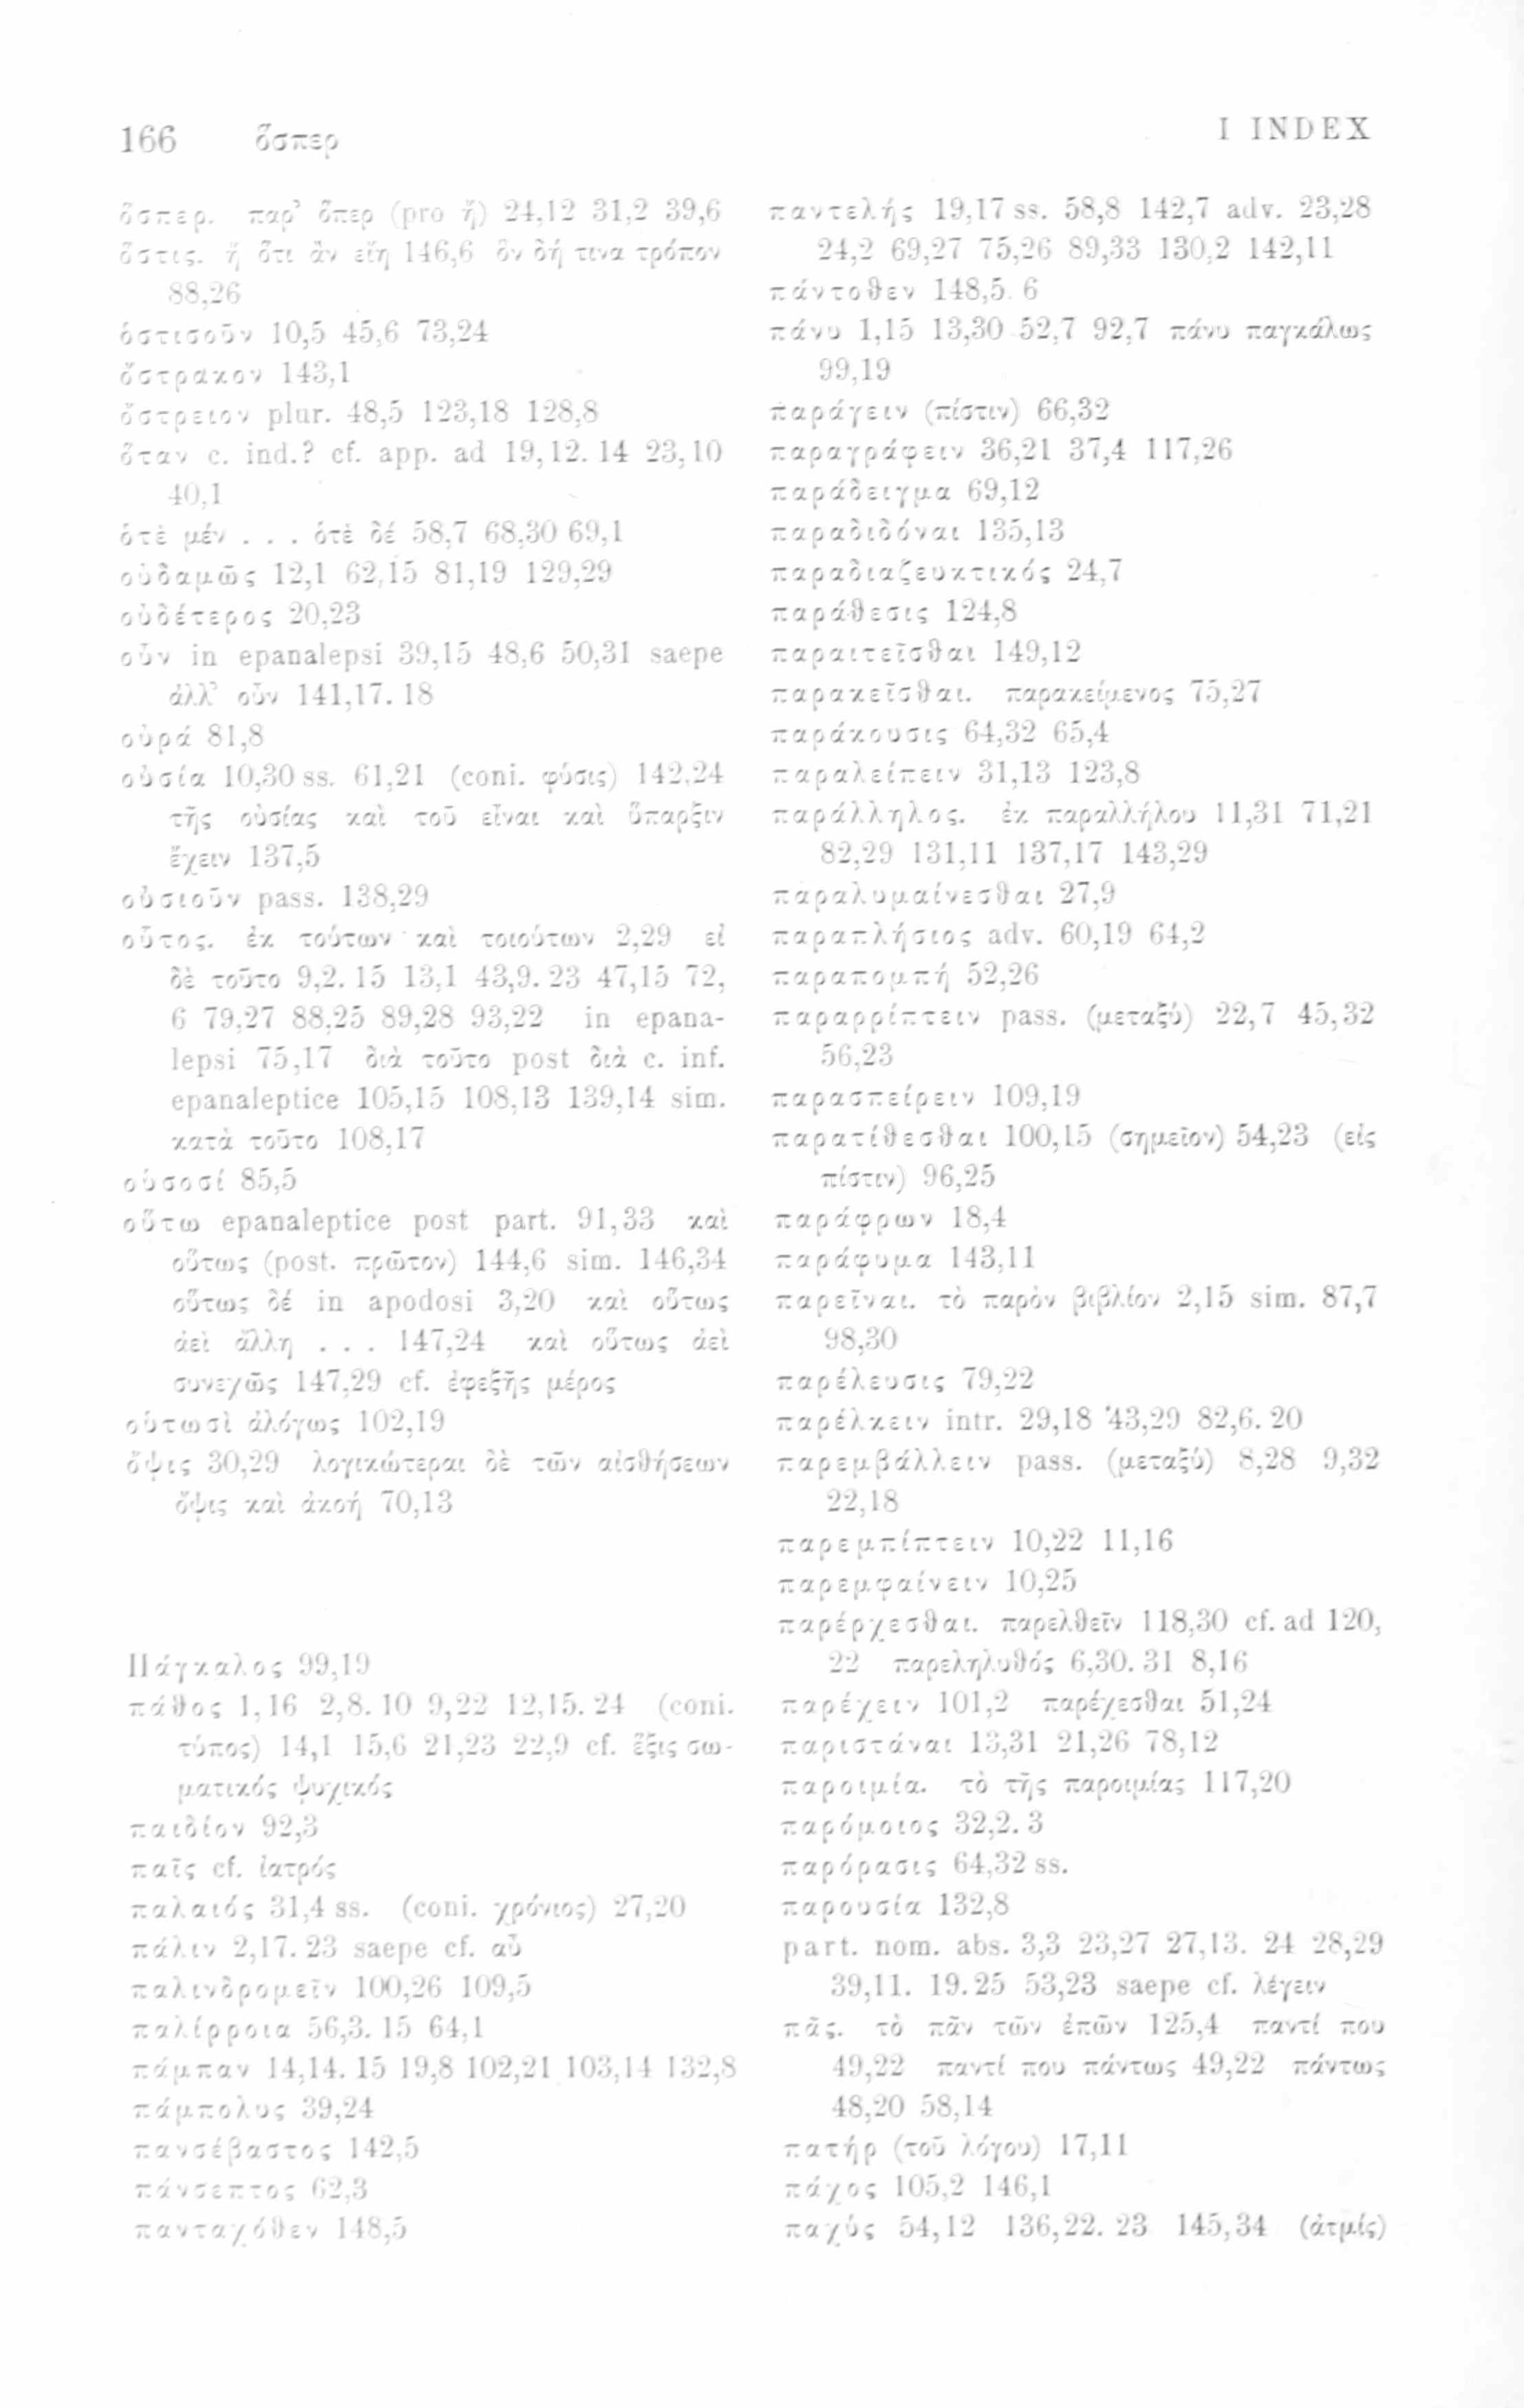 166 ὅσπερ
I INDEX
ὅσπερ. παρ’ ὅπερ (pro ἤ) 24,12 31,2 39,6
ὅστις. ἢ ὅτι ἂν εἴη 146,6 ὃν δή τινα τρόπον
88,26
ὁστισοῦν 10,5 45,6 73,24
ὄστρακον 143,1
ὄστρειον plur. 48,5 123,18 128,8
ὅταν c. ind.? cf. app. ad 19,12. 14 23,10
40,1
ὁτὲ μέν . . . ὁτὲ δέ 58,7 68,30 69,1
οὐδαμῶς 12,1 62,15 81,19 129,29
οὐδέτερος 20,23
οὖν in epanalepsi 39,15 48,6 50,31 saepe
ἀλλ’ οὖν 141,17. 18
οὐρά 81,8
οὐσία 10,30 ss. 61,21 (coni. φύσις) 142,24
τῆς οὐσίας καὶ τοῦ εἶναι καὶ ὕπαρξιν
ἔχειν 137,5
οὐσιοῦν pass. 138,29
οὗτος. ἐκ τούτων καὶ τοιούτων 2,29 εἰ
δὲ τοῦτο 9,2. 15 13,1 43,9. 23 47,15 72,
6 79,27 88,25 89,28 93,22 in epana-
lepsi 75,17 διὰ τοῦτο post διὰ c. inf.
epanaleptice 105,15 108,13 139,14 sim.
κατὰ τοῦτο 108,17
οὑσοσί 85,5
οὕτω epanaleptice post part. 91,33 καὶ
οὕτως (post. πρῶτον) 144,6 sim. 146,34
οὕτως δέ in apodosi 3,20 καὶ οὕτως
ἀεὶ ἄλλη . . . 147,24 καὶ οὕτως ἀεὶ
συνεχῶς 147,29 cf. ἐφεξῆς μέρος
οὑτωσὶ ἀλόγως 102,19
ὄψις 30,29 λογικώτεραι δὲ τῶν αἰσθήσεων
ὄψις καὶ ἀκοή 70,13
Πάγκαλος 99,19
πάθος 1,16 2,8. 10 9,22 12,15. 24 (coni.
τύπος) 14,1 15,6 21,23 22,9 cf. ἕξις σω-
ματικός ψυχικός
παιδίον 92,3
παῖς cf. ἰατρός
παλαιός 31,4 ss. (coni. χρόνιος) 27,20
πάλιν 2,17. 23 saepe cf. αὖ
παλινδρομεῖν 100,26 109,5
παλίρροια 56,3. 15 64,1
πάμπαν 14,14. 15 19,8 102,21 103,14 132,8
πάμπολυς 39,24
πανσέβαστος 142,5
πάνσεπτος 62,3
πανταχόθεν 148,5
παντελής 19,17 ss. 58,8 142,7 adv. 23,28
24,2 69,27 75,26 89,33 130,2 142,11
πάντοθεν 148,5. 6
πάνυ 1,15 13,30 52,7 92,7 πάνυ παγκάλως
99,19
παράγειν (πίστιν) 66,32
παραγράφειν 36,21 37,4 117,26
παράδειγμα 69,12
παραδιδόναι 135,13
παραδιαζευκτικός 24,7
παράθεσις 124,8
παραιτεῖσθαι 149,12
παρακεῖσθαι. παρακείμενος 75,27
παράκουσις 64,32 65,4
παραλείπειν 31,13 123,8
παράλληλος. ἐκ παραλλήλου 11,31 71,21
82,29 131,11 137,17 143,29
παραλυμαίνεσθαι 27,9
παραπλήσιος adv. 60,19 64,2
παραπομπή 52,26
παραρρίπτειν pass. (μεταξύ) 22,7 45,32
56,23
παρασπείρειν 109,19
παρατίθεσθαι 100,15 (σημεῖον) 54,23 (εἰς
πίστιν) 96,25
παράφρων 18,4
παράφυμα 143,11
παρεῖναι. τὸ παρὸν βιβλίον 2,15 sim. 87,7
98,30
παρέλευσις 79,22
παρέλκειν intr. 29,18 43,29 82,6. 20
παρεμβάλλειν pass. (μεταξύ) 8,28 9,32
22,18
παρεμπίπτειν 10,22 11,16
παρεμφαίνειν 10,25
παρέρχεσθαι. παρελθεῖν 118,30 cf. ad 120,
22 παρεληλυθός 6,30. 31 8,16
παρέχειν 101,2 παρέχεσθαι 51,24
παριστάναι 13,31 21,26 78,12
παροιμία. τὸ τῆς παροιμίας 117,20
παρόμοιος 32,2. 3
παρόρασις 64,32 ss.
παρουσία 132,8
part. nom. abs. 3,3 23,27 27,13. 24 28,29
39,11. 19. 25 53,23 saepe cf. λέγειν
πᾶς. τὸ πᾶν τῶν ἐπῶν 125,4 παντί που
49,22 παντί που πάντως 49,22 πάντως
48,20 58,14
πατήρ (τοῦ λόγου) 17,11
πάχος 105,2 146,1
παχύς 54,12 136,22. 23 145,34 (ἀτμίς)